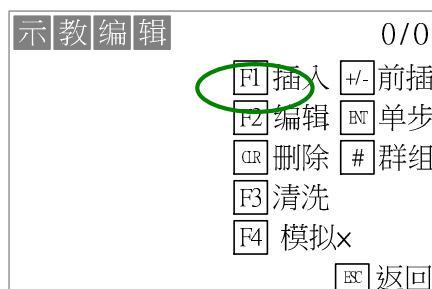 示教编辑 0/0
F1 插入 +/- 前插
F2 编辑 ENT 单步
CLR 删除 # 群组
F3 清洗
F4 模拟x
ESC 返回